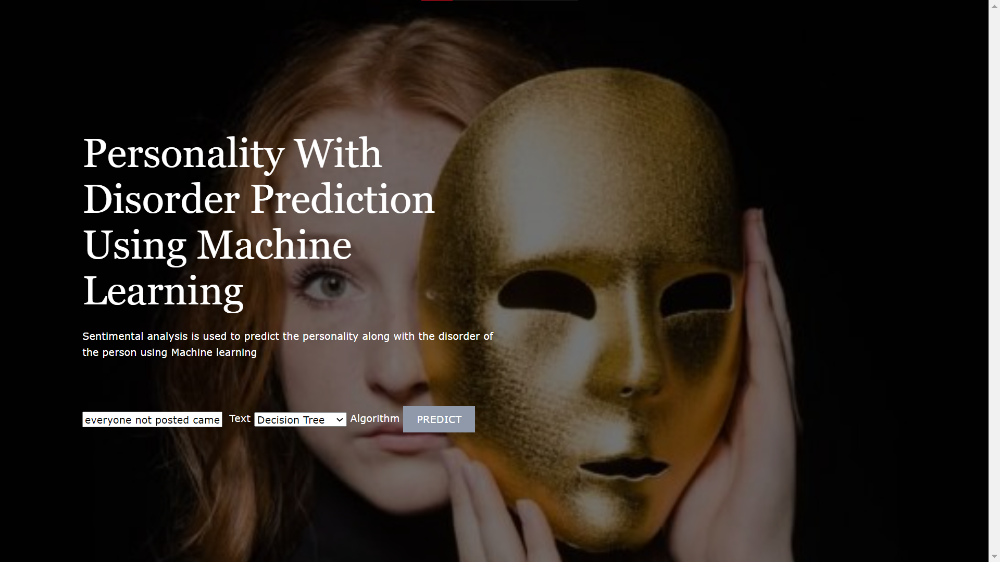 Personality With
Disorder Prediction
Using Machine
Learning
Sentimental analysis is used to predict the personality along with the disorder of
the person using Machine learning
everyone not posted came Text Decision Tree Algorithm PREDICT